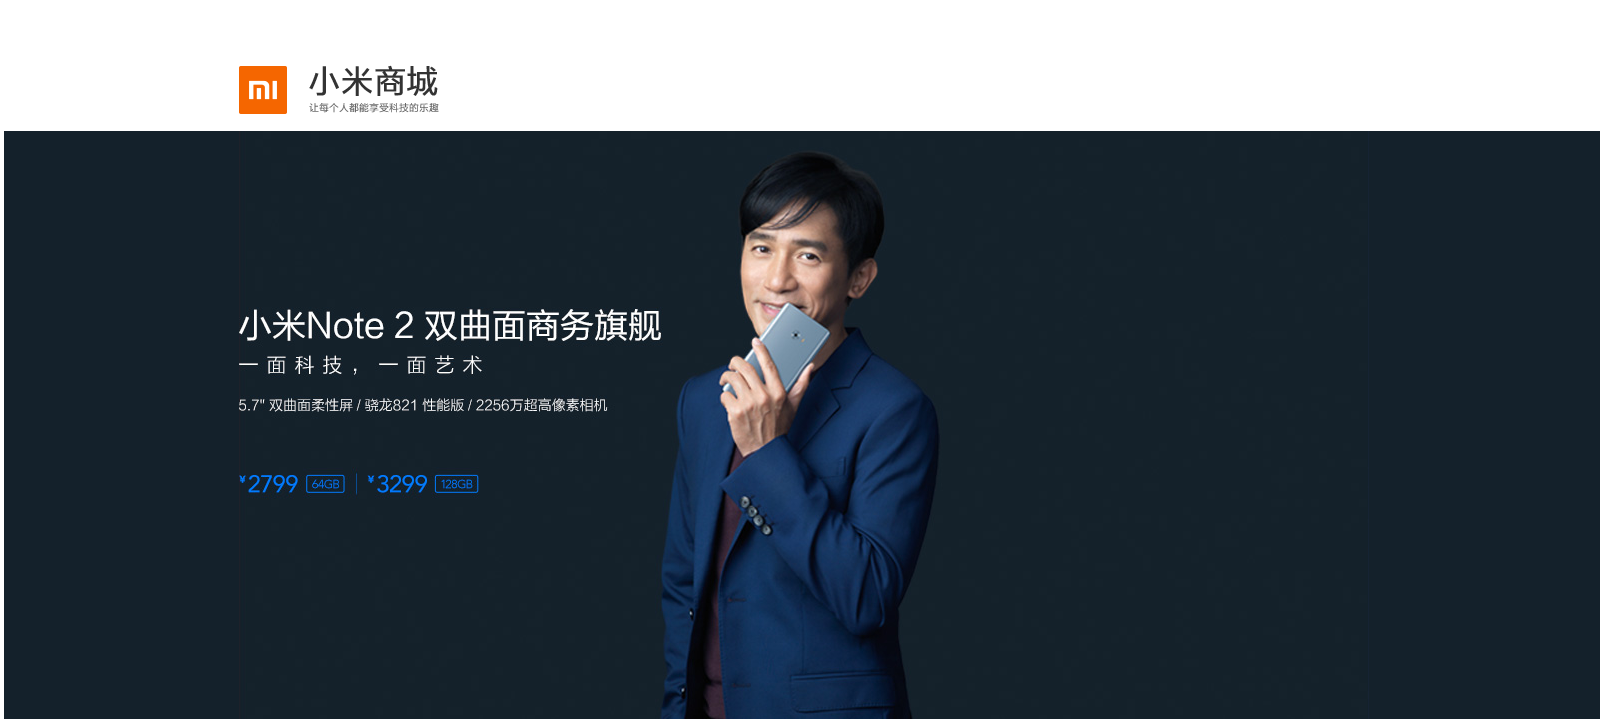 mi
小米商城
让每个人都能享受科技的乐趣
小米Note 2 双曲面商务旗舰
一面科技，一面艺术
5.7" 双曲面柔性屏 / 骁龙821 性能版 / 2256万超高像素相机
¥2799 64GB | ¥3299 128GB